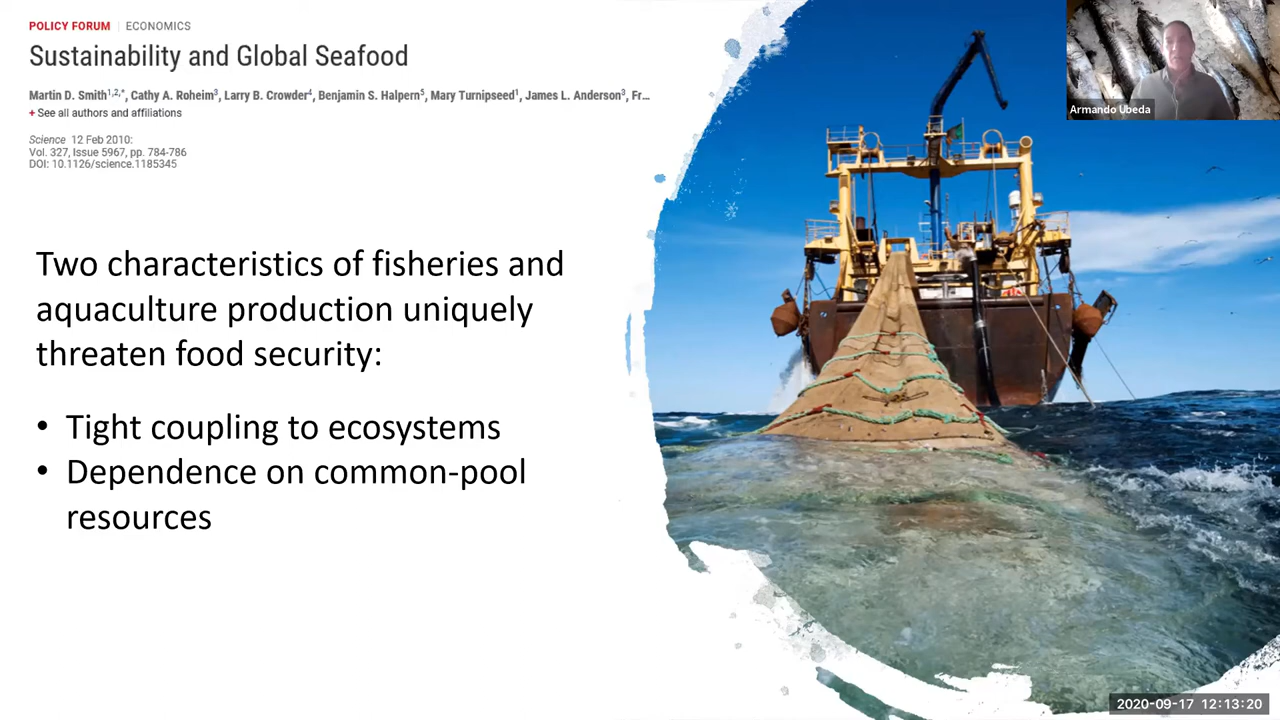 POLICY FORUM | ECONOMICS
Sustainability and Global Seafood
Martin D. Smith1,2,*, Cathy A. Roheim3, Larry B. Crowder4, Benjamin S. Halpern5, Mary Turnipseed1, James L. Anderson3, Fr...
+ See all authors and affiliations
Science 12 Feb 2010:
Vol. 327, Issue 5967, pp. 784-786
DOI: 10.1126/science.1185345
Two characteristics of fisheries and
aquaculture production uniquely
threaten food security:
• Tight coupling to ecosystems
• Dependence on common-pool
resources
Armando Ubeda
2020-09-17 12:13:20